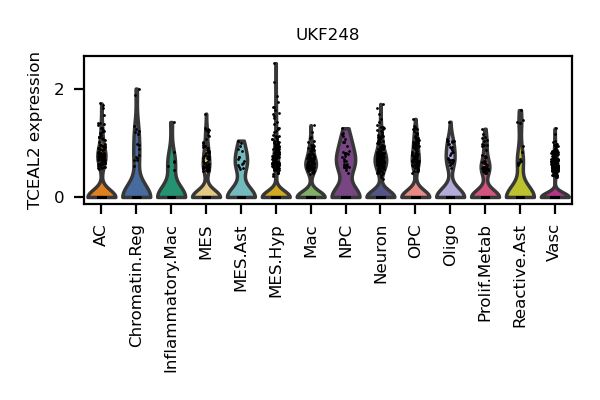 UKF248
TCEAL2 expression
2
0
AC
Chromatin.Reg
Inflammatory.Mac
MES
MES.Ast
MES.Hyp
Mac
NPC
Neuron
OPC
Oligo
Prolif.Metab
Reactive.Ast
Vasc